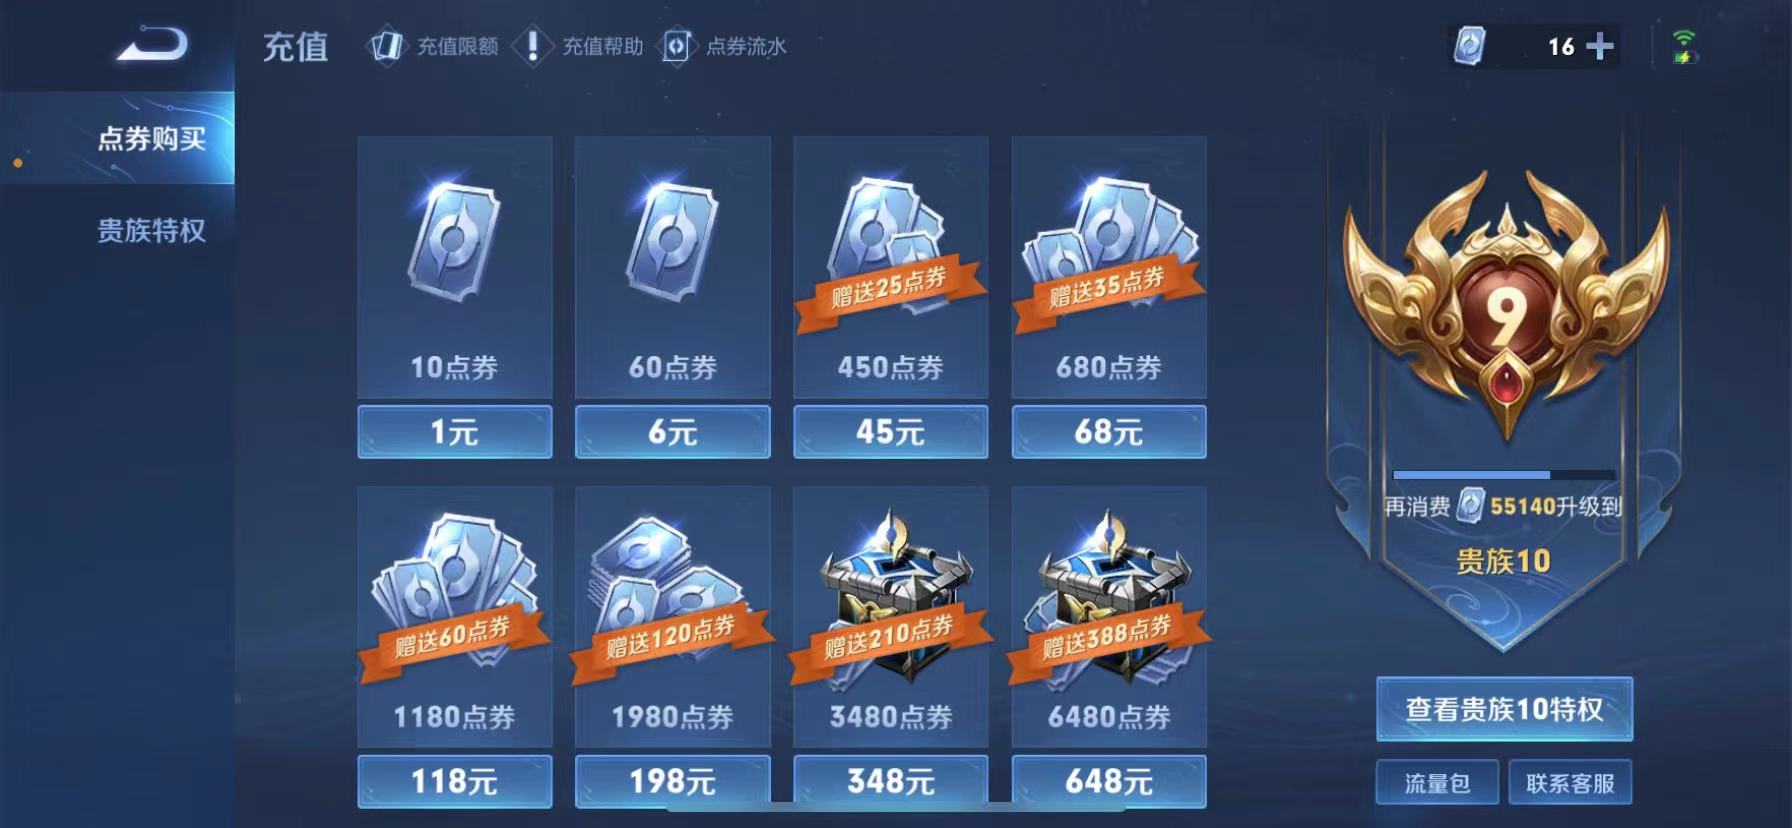 充值
充值限额
充值帮助
点券流水
16
点券购买
贵族特权
赠送25点券
赠送35点券
10点券
60点券
450点券
680点券
1元
6元
45元
68元
赠送60点券
赠送120点券
赠送210点券
赠送388点券
1180点券
1980点券
3480点券
6480点券
118元
198元
348元
648元
9
再消费 55140升级到
贵族10
查看贵族10特权
流量包
联系客服